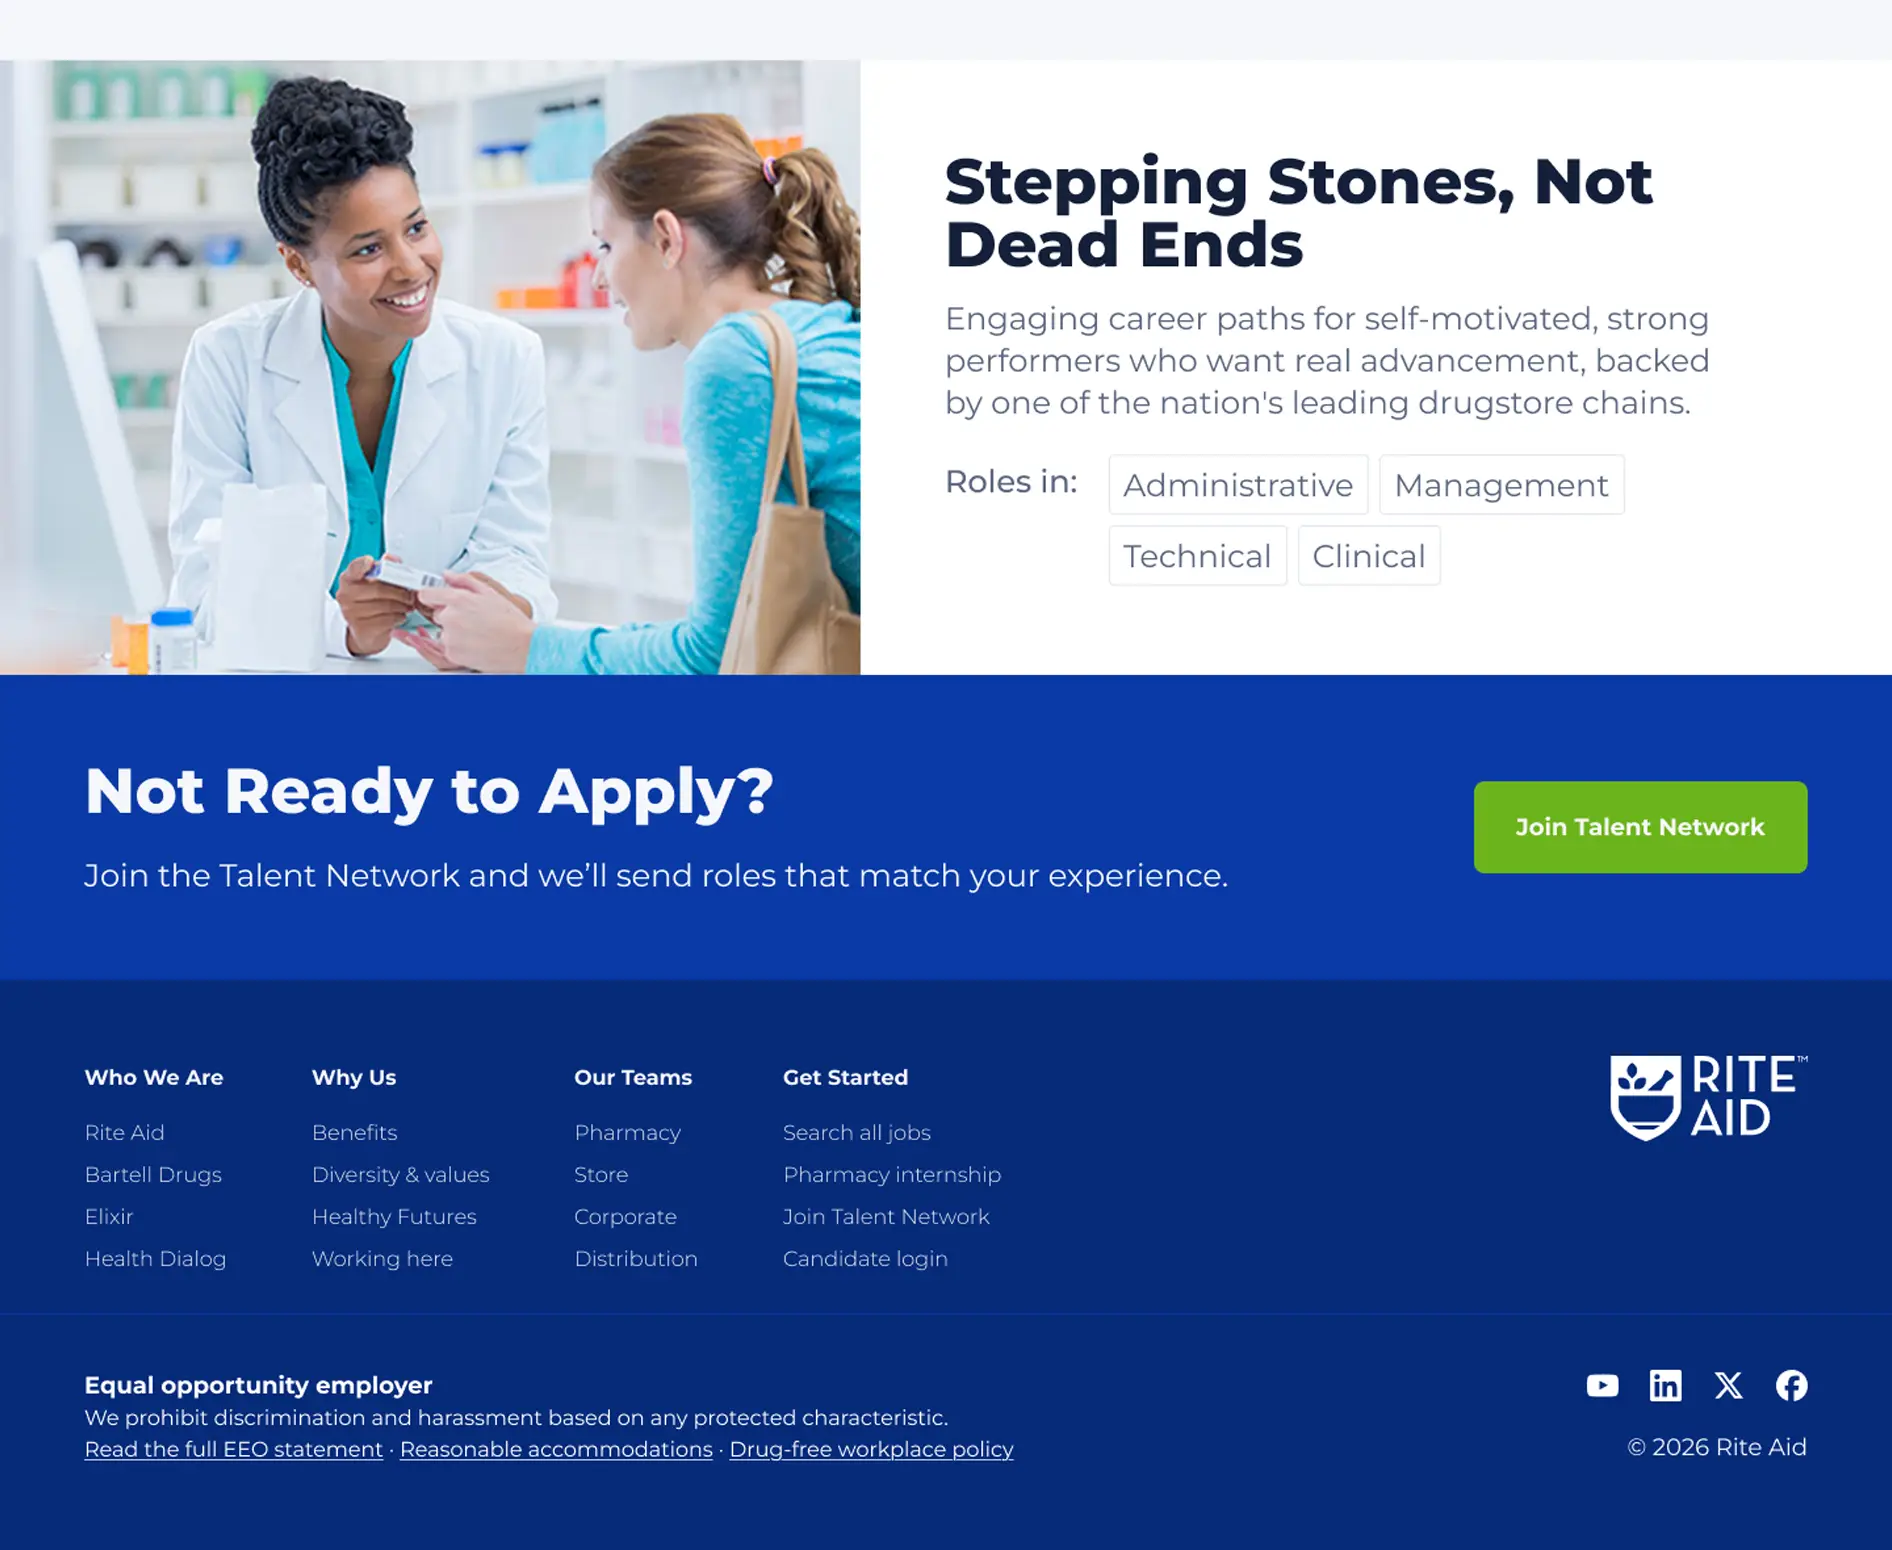 Stepping Stones, Not
Dead Ends
Engaging career paths for self-motivated, strong
performers who want real advancement, backed
by one of the nation's leading drugstore chains.
Roles in: Administrative Management
Technical Clinical
Not Ready to Apply?
Join the Talent Network and we’ll send roles that match your experience.
Join Talent Network
Who We Are
Rite Aid
Bartell Drugs
Elixir
Health Dialog
Why Us
Benefits
Diversity & values
Healthy Futures
Working here
Our Teams
Pharmacy
Store
Corporate
Distribution
Get Started
Search all jobs
Pharmacy internship
Join Talent Network
Candidate login
RITE™
AID
Equal opportunity employer
We prohibit discrimination and harassment based on any protected characteristic.
Read the full EEO statement · Reasonable accommodations · Drug-free workplace policy
© 2026 Rite Aid